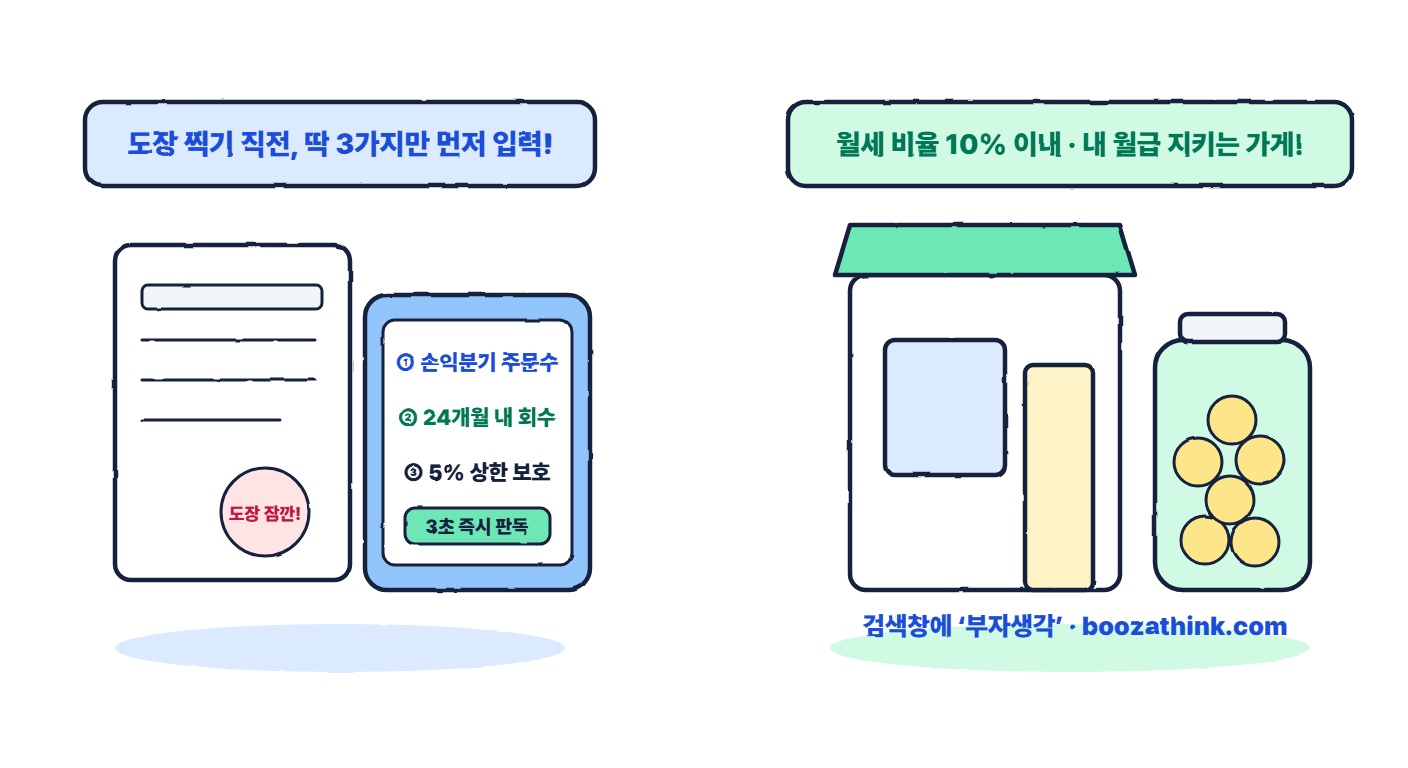 도장 찍기 직전, 딱 3가지만 먼저 입력!
도장 잠깐!
① 손익분기 주문수
② 24개월 내 회수
③ 5% 상한 보호
3초 즉시 판독
월세 비율 10% 이내 · 내 월급 지키는 가게!
검색창에 ‘부자생각’ · boozathink.com